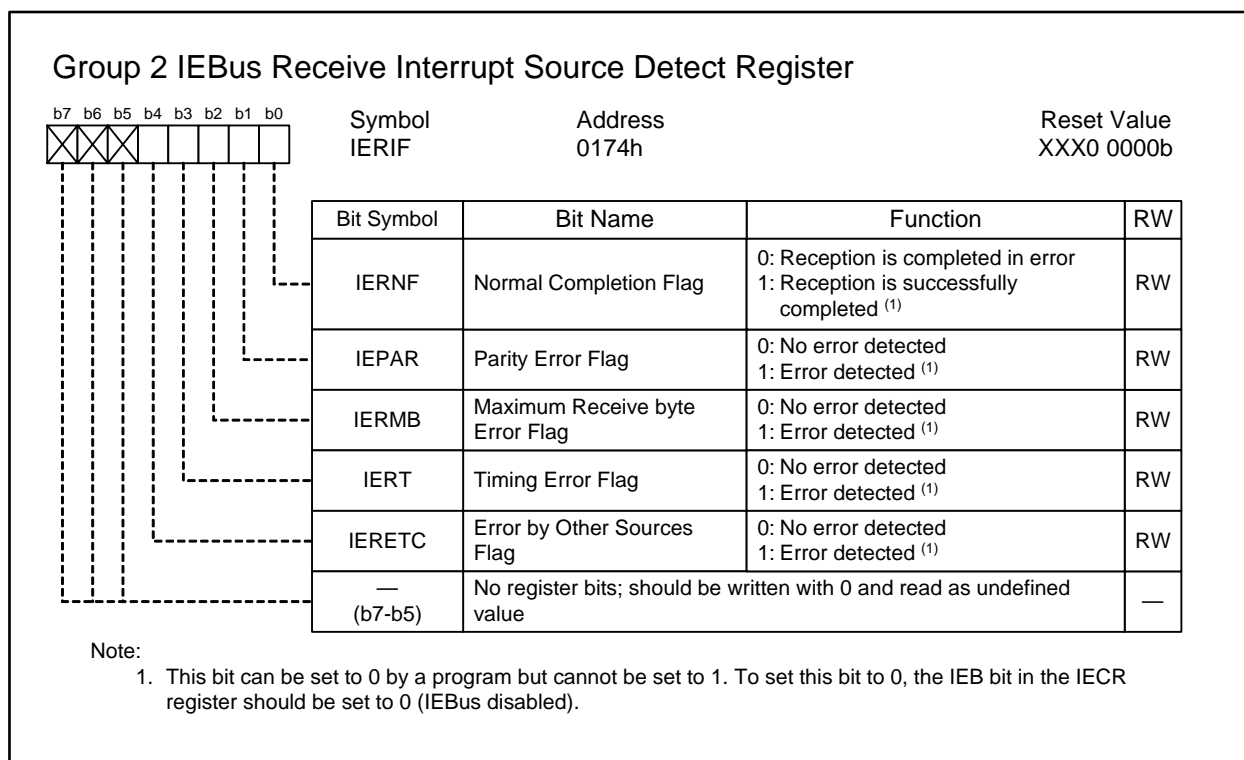 Group 2 IEBus Receive Interrupt Source Detect Register
b7 b6 b5 b4 b3 b2 b1 b0
Symbol Address Reset Value
IERIF 0174h XXX0 0000b
Bit Symbol Bit Name Function RW
IERNF Normal Completion Flag 0: Reception is completed in error
1: Reception is successfully
completed (1) RW
IEPAR Parity Error Flag 0: No error detected
1: Error detected (1) RW
IERMB Maximum Receive byte
Error Flag 0: No error detected
1: Error detected (1) RW
IERT Timing Error Flag 0: No error detected
1: Error detected (1) RW
IERETC Error by Other Sources
Flag 0: No error detected
1: Error detected (1) RW
—
(b7-b5) No register bits; should be written with 0 and read as undefined
value —
Note:
1. This bit can be set to 0 by a program but cannot be set to 1. To set this bit to 0, the IEB bit in the IECR
register should be set to 0 (IEBus disabled).